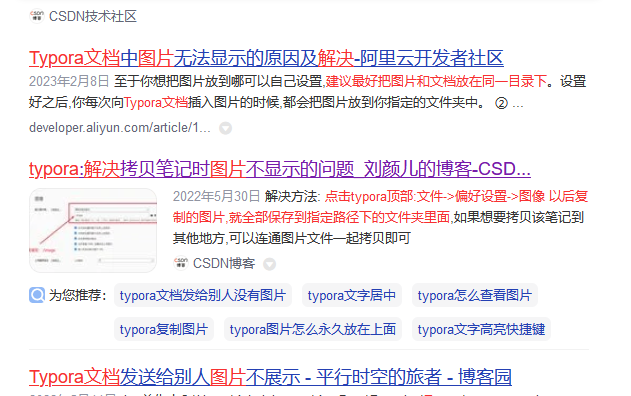 CSDN技术社区
Typora文档中图片无法显示的原因及解决-阿里云开发者社区
2023年2月8日 至于你想把图片放到哪可以自己设置,建议最好把图片和文档放在同一目录下。设置
好之后,你每次向Typora文档插入图片的时候,都会把图片放到你指定的文件夹中。 ② ...
developer.aliyun.com/article/1...
typora:解决拷贝笔记时图片不显示的问题_刘颜儿的博客-CSD...
2022年5月30日 解决方法: 点击typora顶部:文件->偏好设置->图像 以后复
制的图片,就全部保存到指定路径下的文件夹里面,如果想要拷贝该笔记到
其他地方,可以连通图片文件一起拷贝即可
CSDN博客
为您推荐: typora文档发给别人没有图片 typora文字居中 typora怎么查看图片
typora复制图片 typora图片怎么永久放在上面 typora文字高亮快捷键
Typora文档发送给别人图片不展示 - 平行时空的旅者 - 博客园